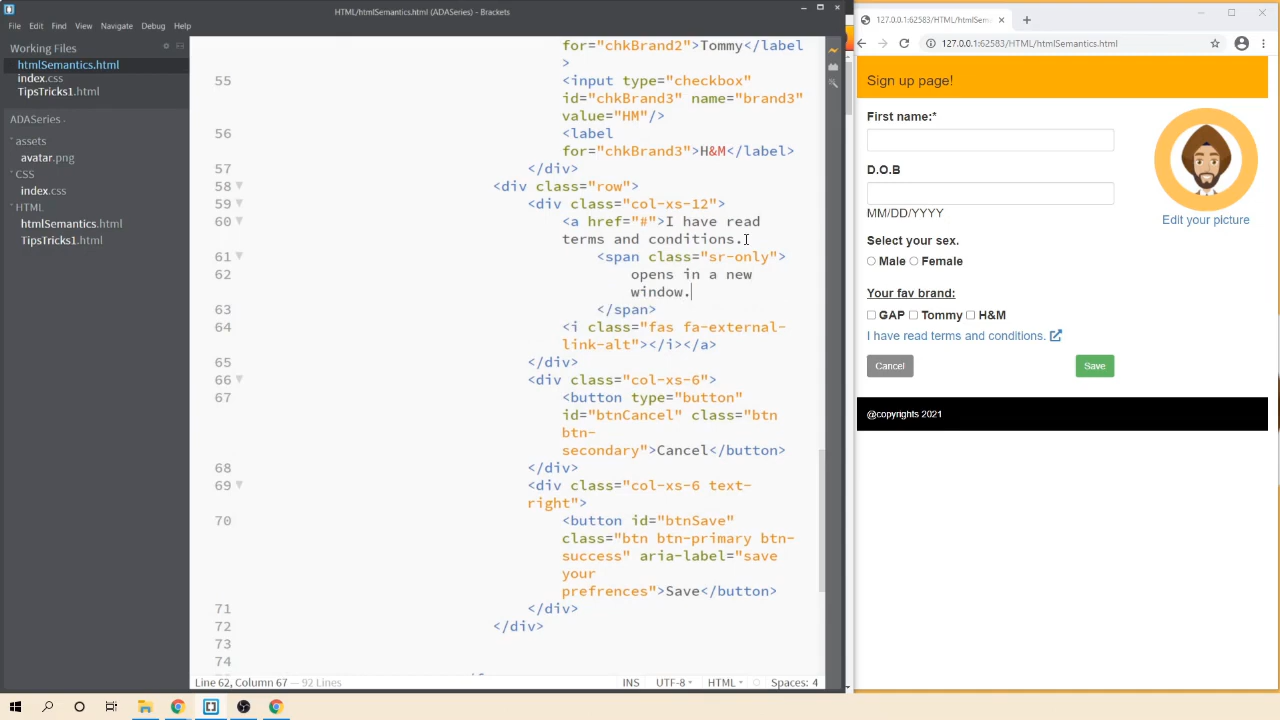 HTML/htmlSemantics.html (ADASeries) - Brackets
File Edit Find View Navigate Debug Help
Working Files
htmlSemantics.html
index.css
TipsTricks1.html
ADASeries
assets
avatar.png
CSS
index.css
HTML
htmlSemantics.html
TipsTricks1.html
for="chkBrand2">Tommy</label
>
55 <input type="checkbox"
id="chkBrand3" name="brand3"
value="HM"/>
56 <label
for="chkBrand3">H&M</label>
57 </div>
58 <div class="row">
59 <div class="col-xs-12">
60 <a href="#">I have read
terms and conditions.
61 <span class="sr-only">
62 opens in a new
window.
63 </span>
64 <i class="fas fa-external-
link-alt"></i></a>
65 </div>
66 <div class="col-xs-6">
67 <button type="button"
id="btnCancel" class="btn
btn-
secondary">Cancel</button>
68 </div>
69 <div class="col-xs-6 text-
right">
70 <button id="btnSave"
class="btn btn-primary btn-
success" aria-label="save
your
prefrences">Save</button>
71 </div>
72 </div>
73
74
Line 62, Column 67 — 92 Lines
INS UTF-8 HTML Spaces: 4
127.0.0.1:62583/HTML/htmlSem
127.0.0.1:62583/HTML/htmlSemantics.html
Sign up page!
First name:*
D.O.B
MM/DD/YYYY
Edit your picture
Select your sex.
Male Female
Your fav brand:
GAP Tommy H&M
I have read terms and conditions.
Cancel Save
@copyrights 2021